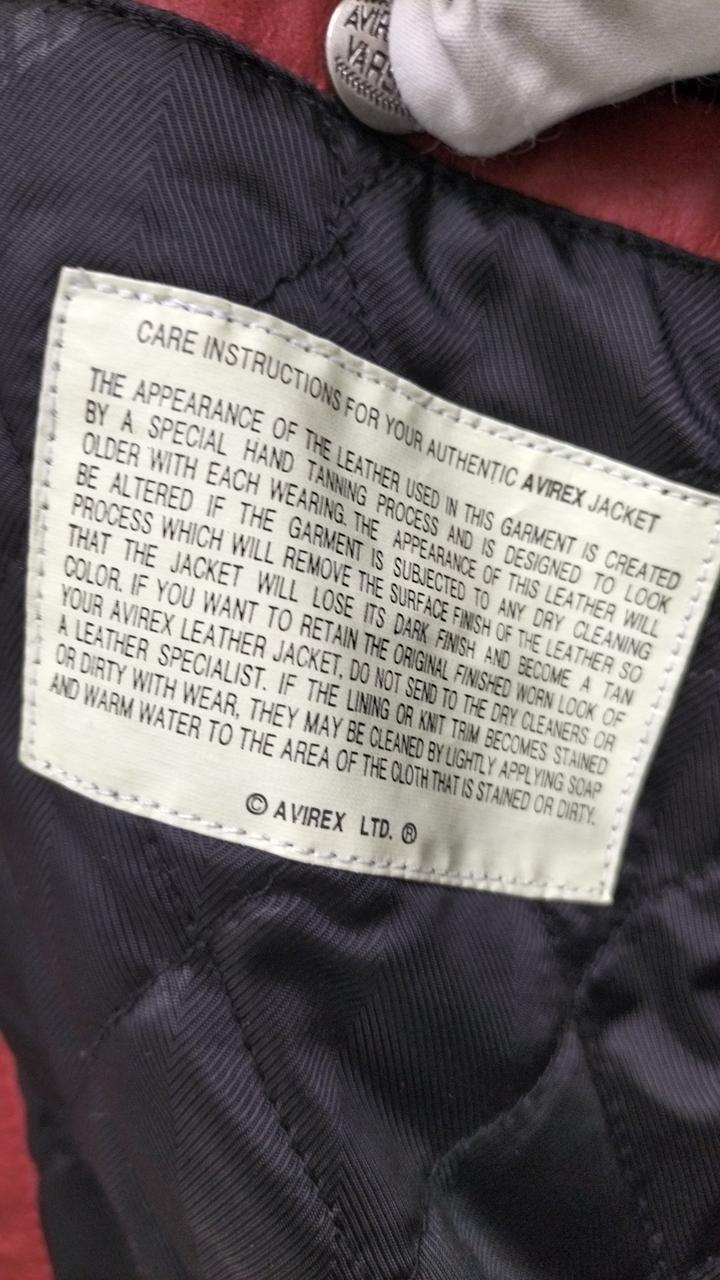 AVIR
VARS
CARE INSTRUCTIONS FOR YOUR AUTHENTIC AVIREX JACKET
THE APPEARANCE OF THE LEATHER USED IN THIS GARMENT IS CREATED
BY A SPECIAL HAND TANNING PROCESS AND IS DESIGNED TO LOOK
OLDER WITH EACH WEARING. THE APPEARANCE OF THIS LEATHER WILL
BE ALTERED IF THE GARMENT IS SUBJECTED TO ANY DRY CLEANING
PROCESS WHICH WILL REMOVE THE SURFACE FINISH OF THE LEATHER SO
THAT THE JACKET WILL LOSE ITS DARK FINISH AND BECOME A TAN
COLOR. IF YOU WANT TO RETAIN THE ORIGINAL FINISHED WORN LOOK OF
YOUR AVIREX LEATHER JACKET, DO NOT SEND TO THE DRY CLEANERS OR
A LEATHER SPECIALIST. IF THE LINING OR KNIT TRIM BECOMES STAINED
OR DIRTY WITH WEAR, THEY MAY BE CLEANED BY LIGHTLY APPLYING SOAP
AND WARM WATER TO THE AREA OF THE CLOTH THAT IS STAINED OR DIRTY.
© AVIREX LTD. ®